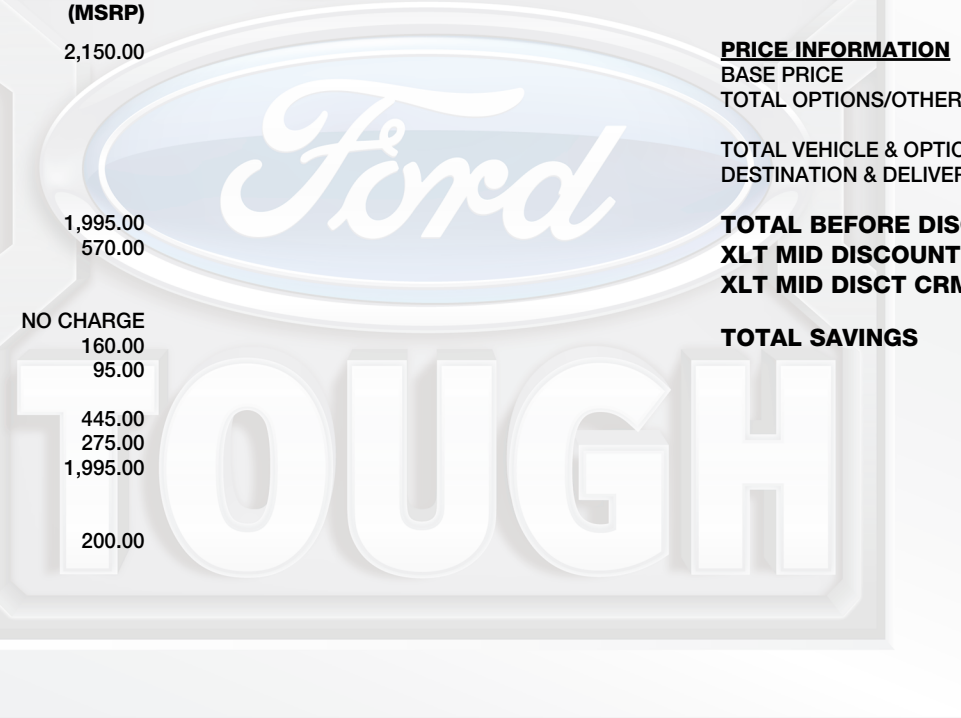 (MSRP)
2,150.00
1,995.00
570.00
NO CHARGE
160.00
95.00
445.00
275.00
1,995.00
200.00
PRICE INFORMATION
BASE PRICE
TOTAL OPTIONS/OTHER
TOTAL VEHICLE & OPTIO
DESTINATION & DELIVER
TOTAL BEFORE DISC
XLT MID DISCOUNT
XLT MID DISCT CRM
TOTAL SAVINGS
Ford
TOUGH